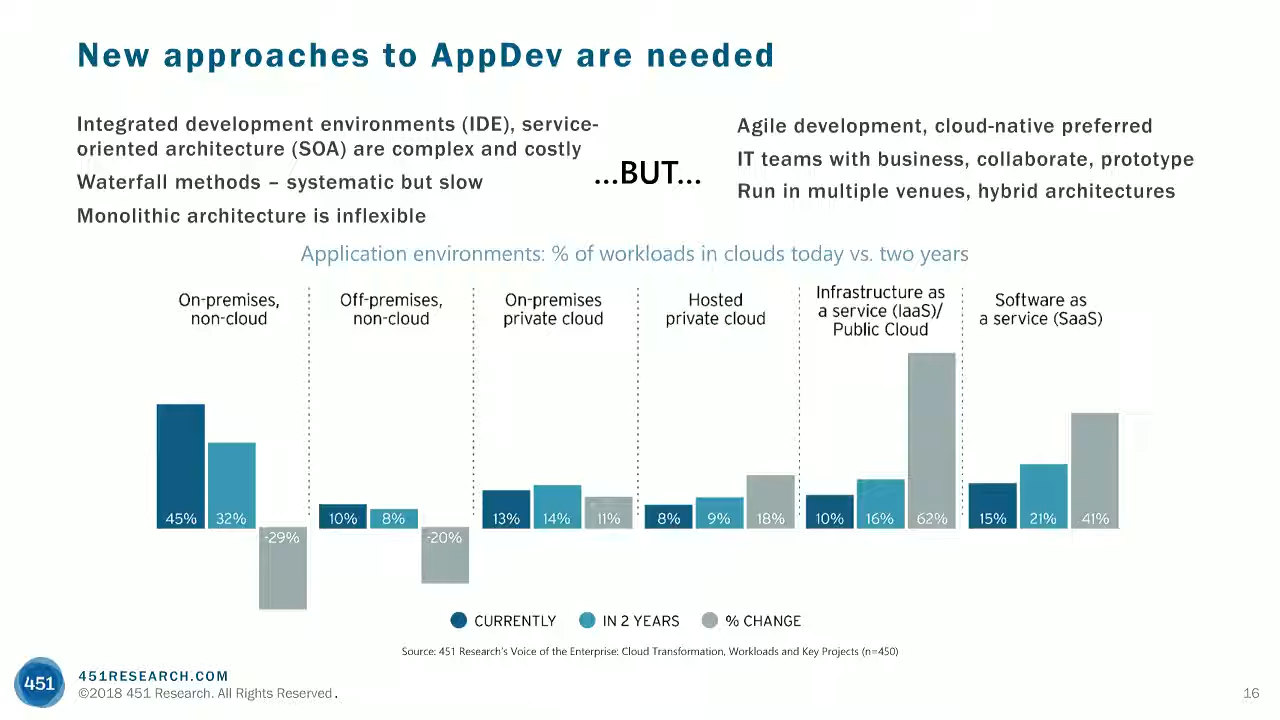 New approaches to AppDev are needed
Integrated development environments (IDE), service-
oriented architecture (SOA) are complex and costly
Waterfall methods – systematic but slow
Monolithic architecture is inflexible
...BUT...
Agile development, cloud-native preferred
IT teams with business, collaborate, prototype
Run in multiple venues, hybrid architectures
Application environments: % of workloads in clouds today vs. two years
On-premises,
non-cloud
45%
32%
-29%
Off-premises,
non-cloud
10%
8%
-20%
On-premises
private cloud
13%
14%
11%
Hosted
private cloud
8%
9%
18%
Infrastructure as
a service (IaaS)/
Public Cloud
10%
16%
62%
Software as
a service (SaaS)
15%
21%
41%
CURRENTLY
IN 2 YEARS
% CHANGE
Source: 451 Research's Voice of the Enterprise: Cloud Transformation, Workloads and Key Projects (n=450)
451
451RESEARCH.COM
©2018 451 Research. All Rights Reserved.
16